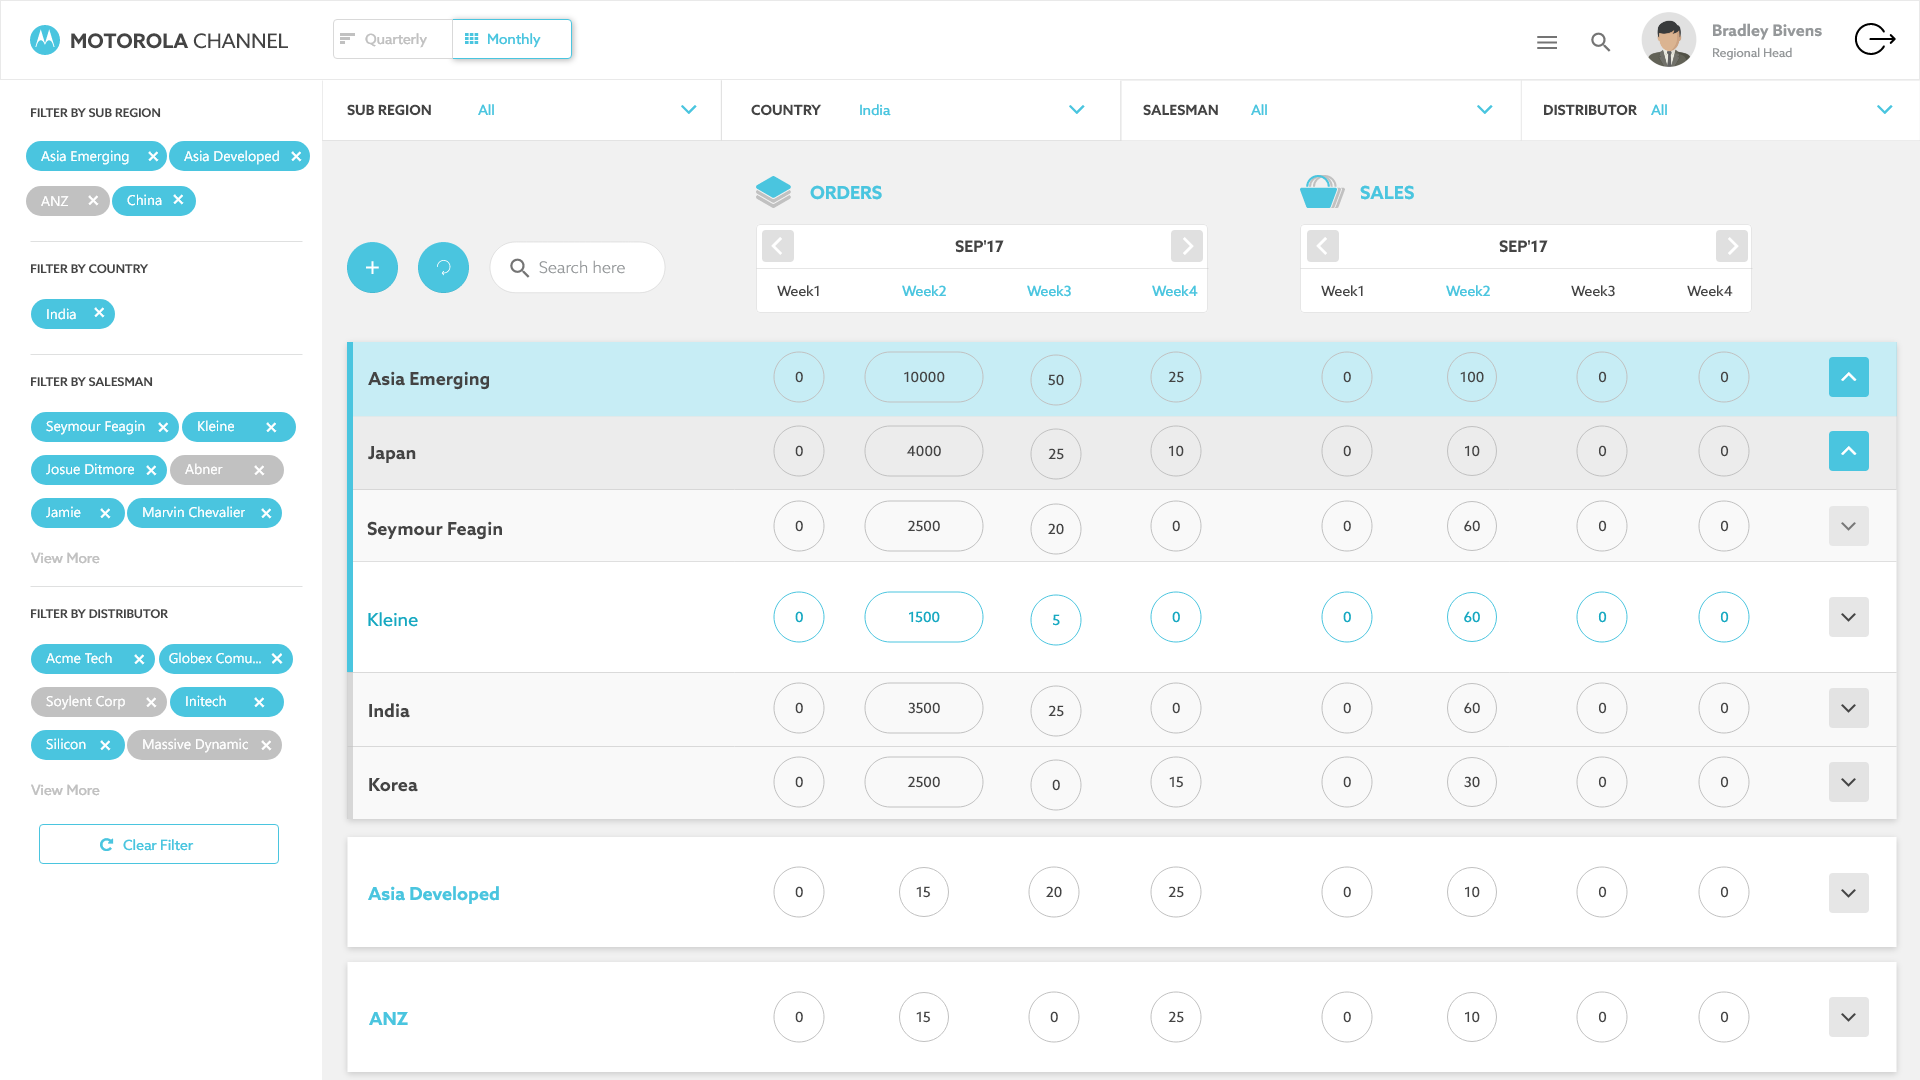 MOTOROLA CHANNEL
Quarterly Monthly
Bradley Bivens
Regional Head
SUB REGION All COUNTRY India SALESMAN All DISTRIBUTOR All
FILTER BY SUB REGION
Asia Emerging Asia Developed
ANZ China
FILTER BY COUNTRY
India
FILTER BY SALESMAN
Seymour Feagin Kleine
Josue Ditmore Abner
Jamie Marvin Chevalier
View More
FILTER BY DISTRIBUTOR
Acme Tech Globex Comu...
Soylent Corp Initech
Silicon Massive Dynamic
View More
Clear Filter
ORDERS SALES
Search here
SEP'17 SEP'17
Week1 Week2 Week3 Week4 Week1 Week2 Week3 Week4
Asia Emerging 0 10000 50 25 0 100 0 0
Japan 0 4000 25 10 0 10 0 0
Seymour Feagin 0 2500 20 0 0 60 0 0
Kleine 0 1500 5 0 0 60 0 0
India 0 3500 25 0 0 60 0 0
Korea 0 2500 0 15 0 30 0 0
Asia Developed 0 15 20 25 0 10 0 0
ANZ 0 15 0 25 0 10 0 0